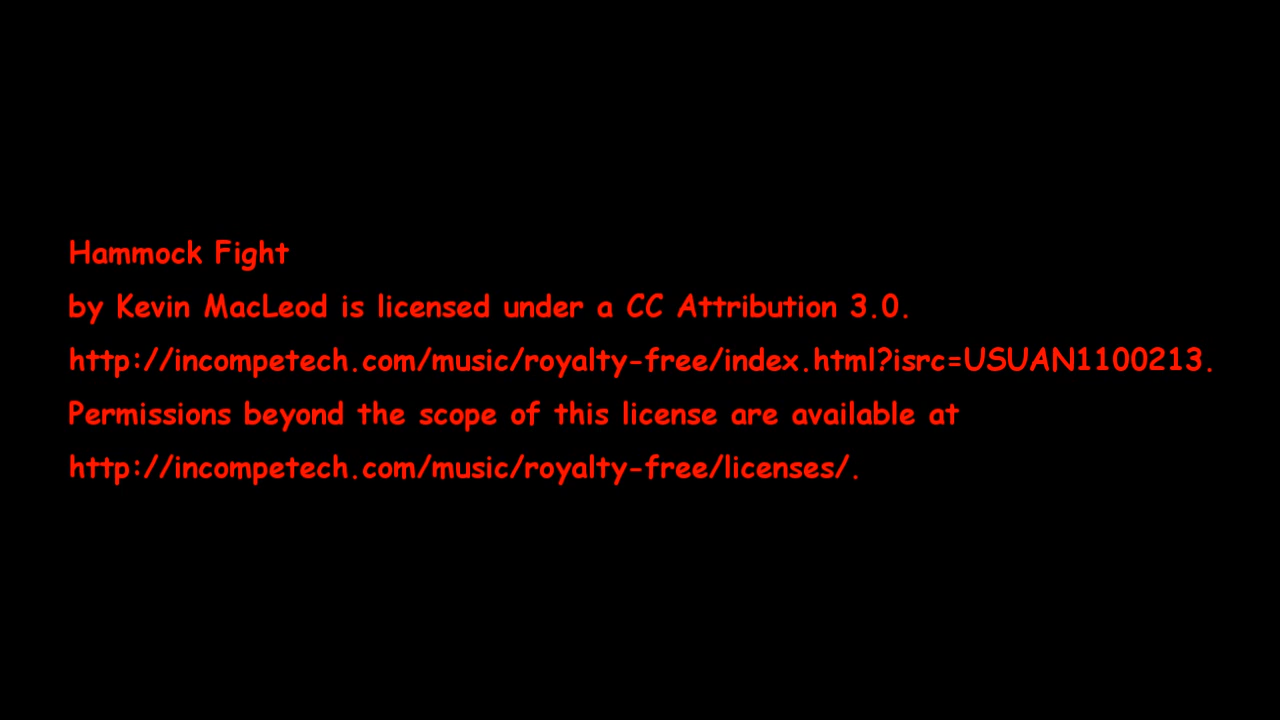 Hammock Fight
by Kevin MacLeod is licensed under a CC Attribution 3.0.
http://incompetech.com/music/royalty-free/index.html?isrc=USUAN1100213.
Permissions beyond the scope of this license are available at
http://incompetech.com/music/royalty-free/licenses/.